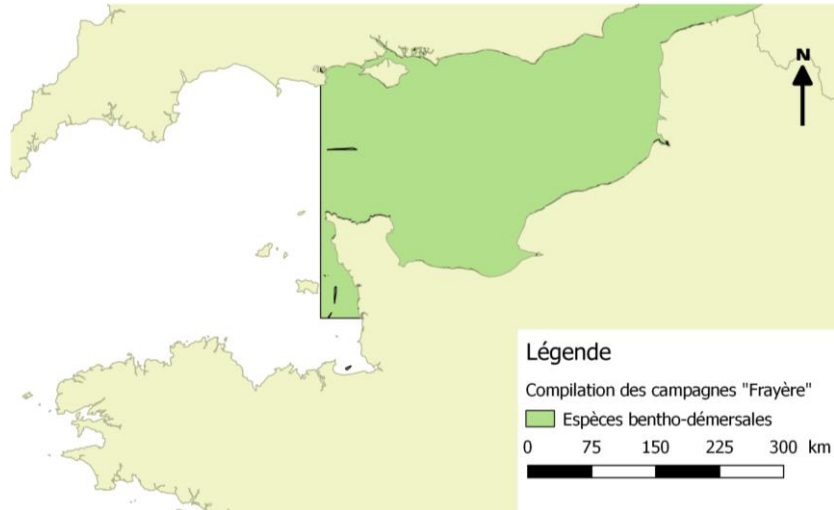 N
Légende
Compilation des campagnes "Frayère"
Espèces bentho-démersales
0 75 150 225 300 km